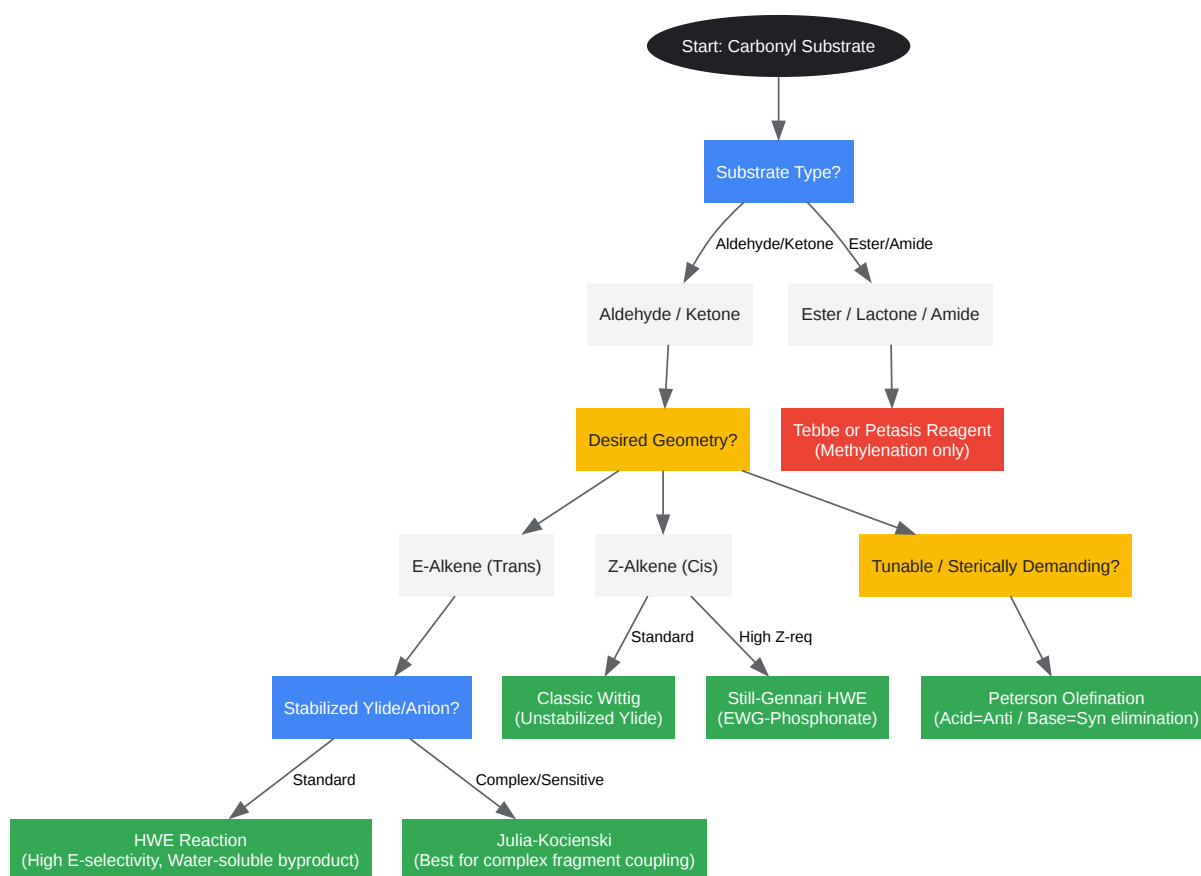 Start: Carbonyl Substrate
Substrate Type?
Aldehyde/Ketone
Ester/Amide
Aldehyde / Ketone
Ester / Lactone / Amide
Desired Geometry?
Tebbe or Petasis Reagent
(Methylenation only)
E-Alkene (Trans)
Z-Alkene (Cis)
Tunable / Sterically Demanding?
Standard
High Z-req
Stabilized Ylide/Anion?
Classic Wittig
(Unstabilized Ylide)
Still-Gennari HWE
(EWG-Phosphonate)
Peterson Olefination
(Acid=Anti / Base=Syn elimination)
Standard
Complex/Sensitive
HWE Reaction
(High E-selectivity, Water-soluble byproduct)
Julia-Kocienski
(Best for complex fragment coupling)